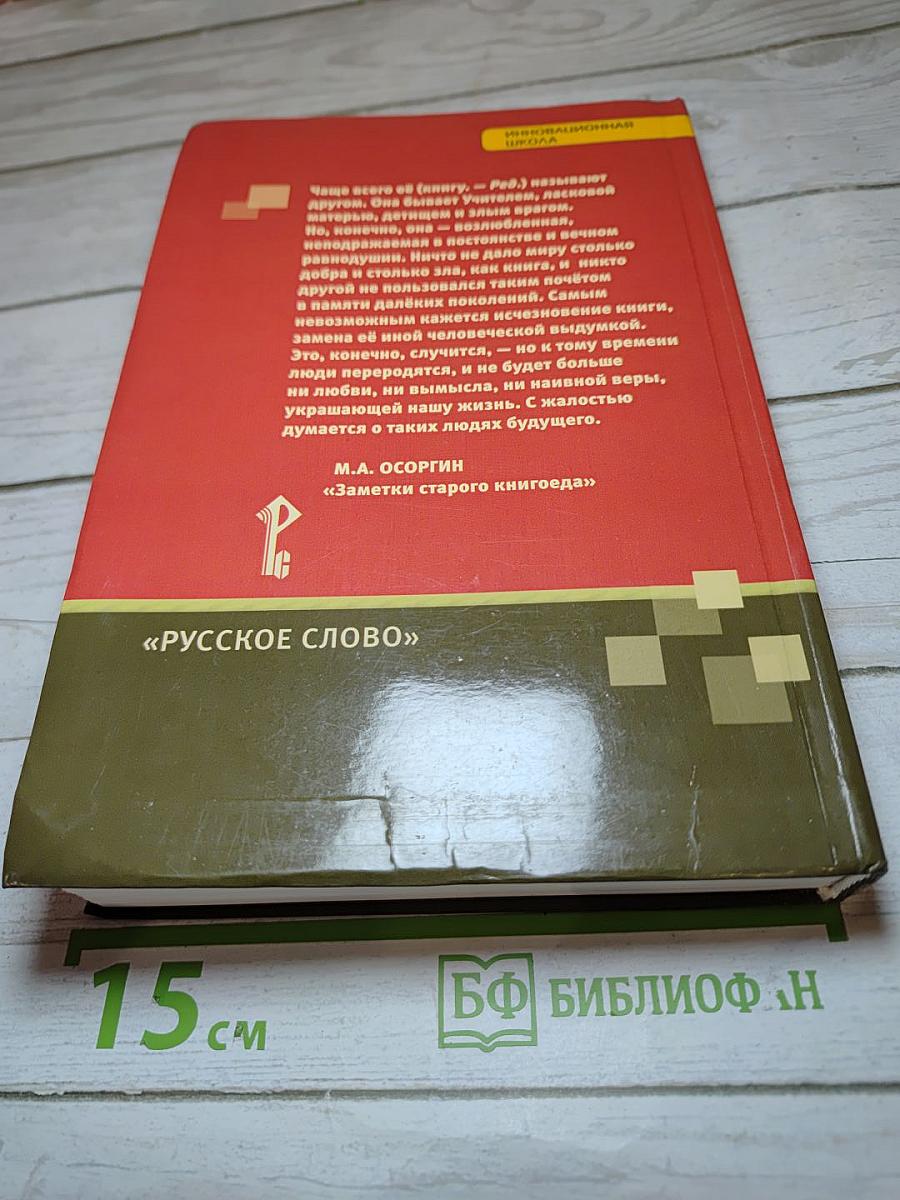 ИННОВАЦИОННАЯ
ШКОЛА
Чаще всего её (книгу. — Ред.) называют
другом. Она бывает Учителем, ласковой
матерью, детищем и злым врагом.
Но, конечно, она — возлюбленная,
неподражаемая в постоянстве и вечном
равнодушии. Ничто не дало миру столько
добра и столько зла, как книга, и никто
другой не пользовался таким почётом
в памяти далёких поколений. Самым
невозможным кажется исчезновение книги,
замена её иной человеческой выдумкой.
Это, конечно, случится, — но к тому времени
люди переродятся, и не будет больше
ни любви, ни вымысла, ни наивной веры,
украшающей нашу жизнь. С жалостью
думается о таких людях будущего.
М.А. ОСОРГИН
«Заметки старого книгоеда»
РС
«РУССКОЕ СЛОВО»
15 см
БФ БИБЛИОФ АН